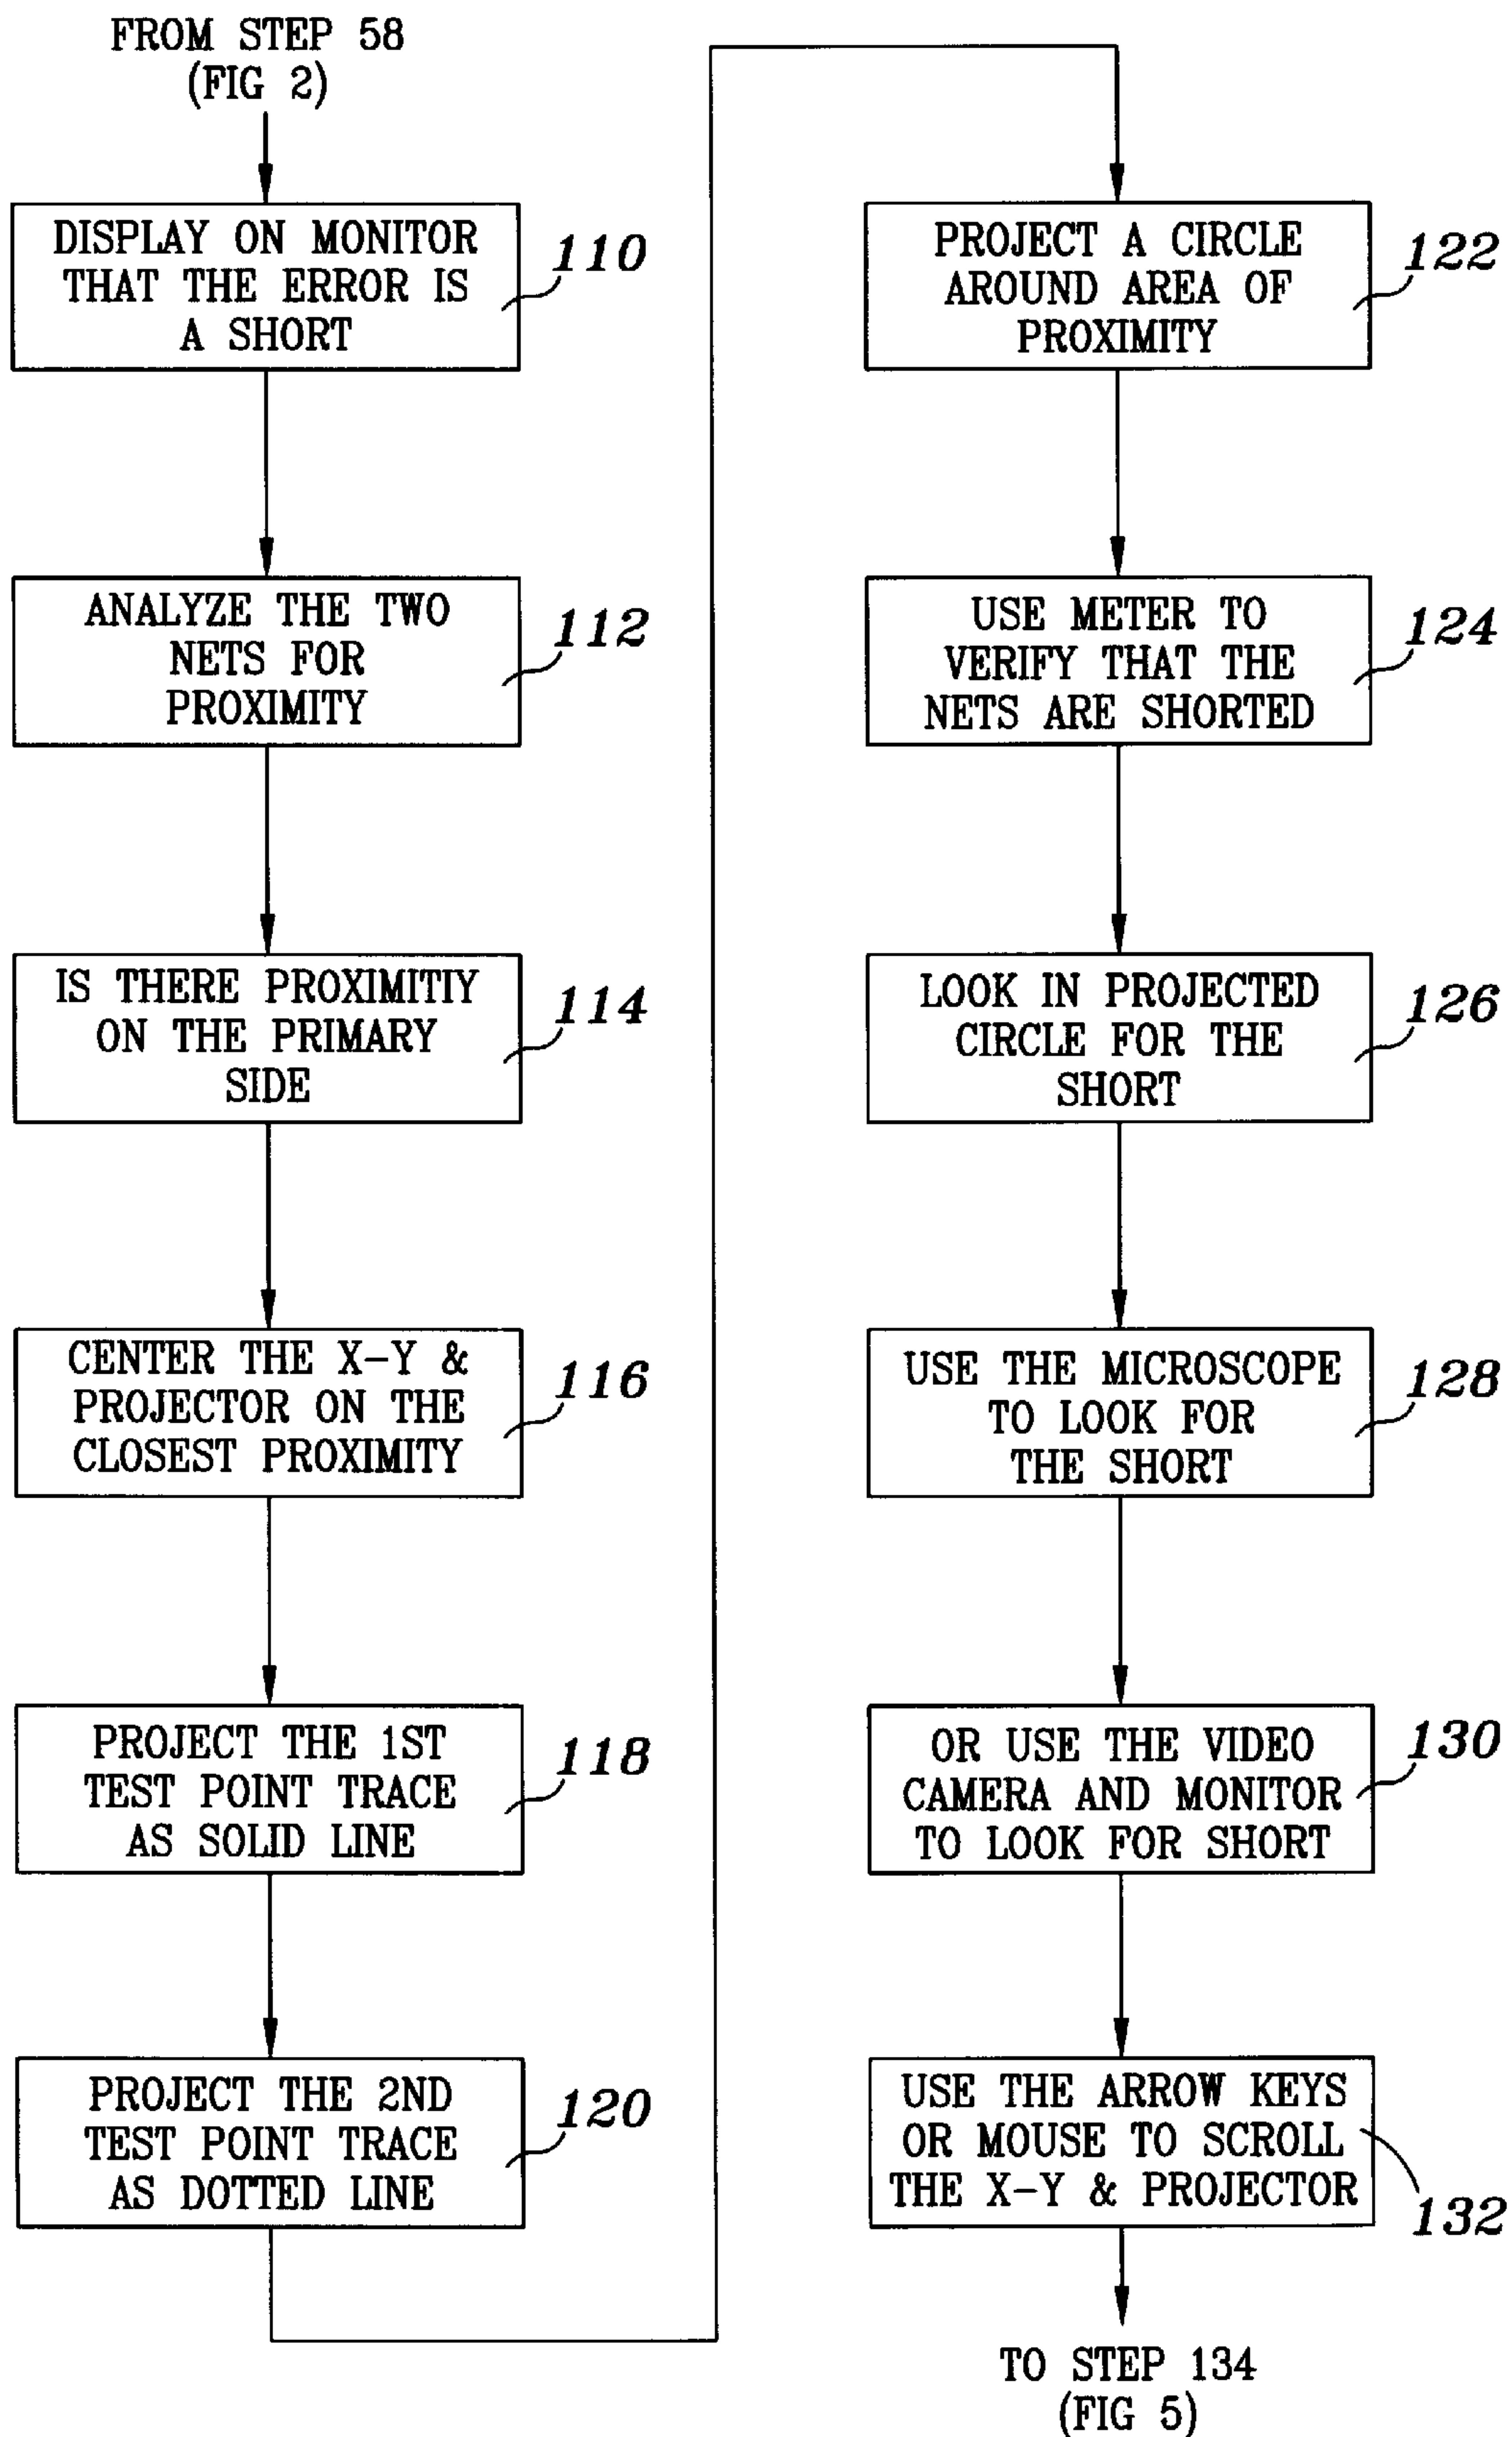 FROM STEP 58
(FIG 2)
DISPLAY ON MONITOR
THAT THE ERROR IS
A SHORT
110
ANALYZE THE TWO
NETS FOR
PROXIMITY
112
IS THERE PROXIMITIY
ON THE PRIMARY
SIDE
114
CENTER THE X-Y &
PROJECTOR ON THE
CLOSEST PROXIMITY
116
PROJECT THE 1ST
TEST POINT TRACE
AS SOLID LINE
118
PROJECT THE 2ND
TEST POINT TRACE
AS DOTTED LINE
120
PROJECT A CIRCLE
AROUND AREA OF
PROXIMITY
122
USE METER TO
VERIFY THAT THE
NETS ARE SHORTED
124
LOOK IN PROJECTED
CIRCLE FOR THE
SHORT
126
USE THE MICROSCOPE
TO LOOK FOR
THE SHORT
128
OR USE THE VIDEO
CAMERA AND MONITOR
TO LOOK FOR SHORT
130
USE THE ARROW KEYS
OR MOUSE TO SCROLL
THE X-Y & PROJECTOR
132
TO STEP 134
(FIG 5)